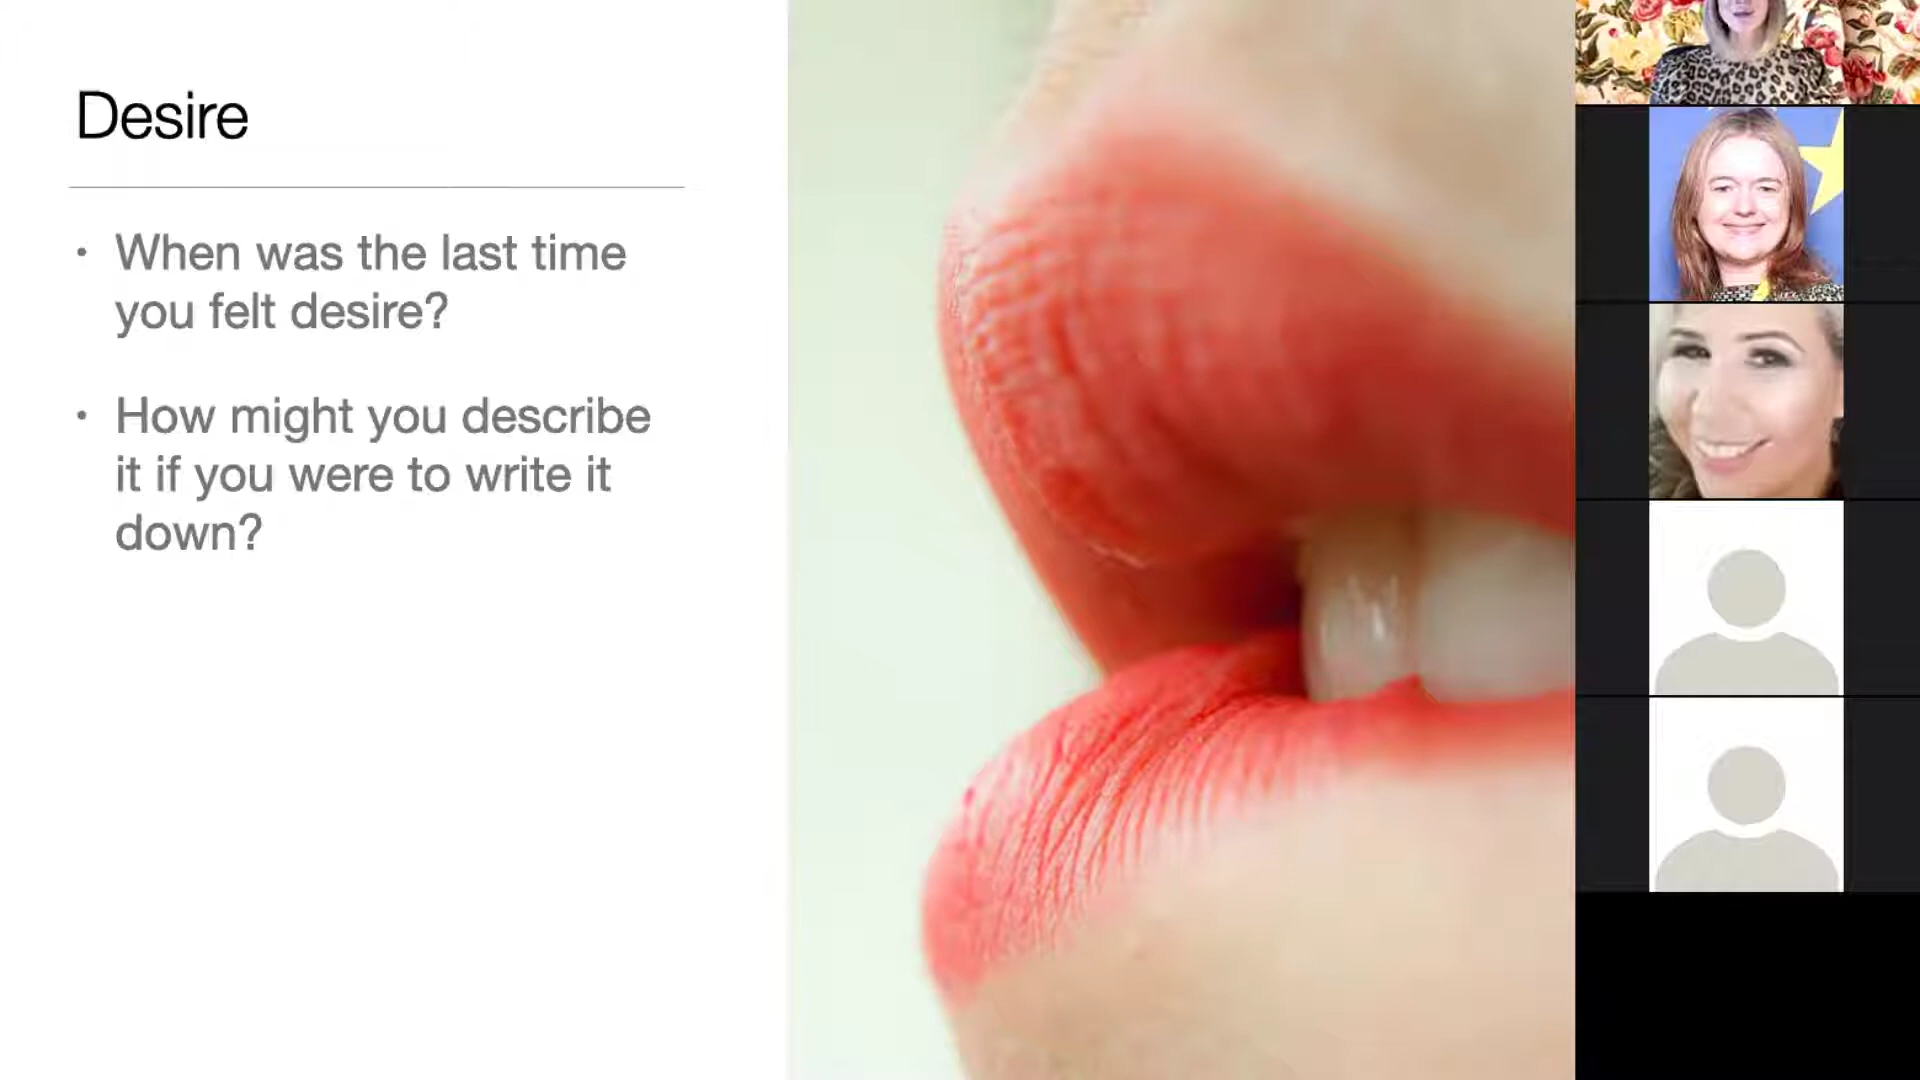 Desire
• When was the last time
you felt desire?
• How might you describe
it if you were to write it
down?